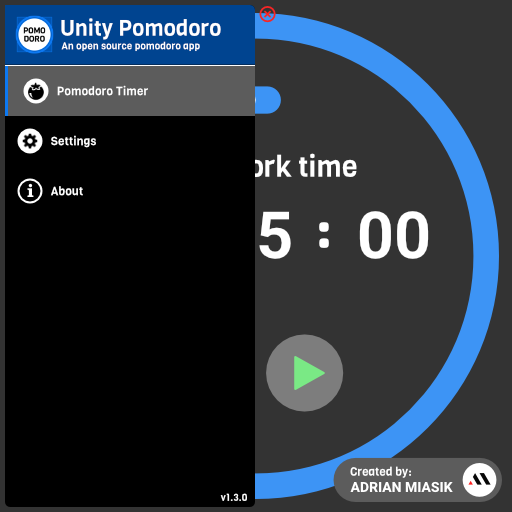 POMO
DORO
Unity Pomodoro
An open source pomodoro app
Pomodoro Timer
Settings
About
v1.3.0
ork time
5 : 00
Created by:
ADRIAN MIASIK